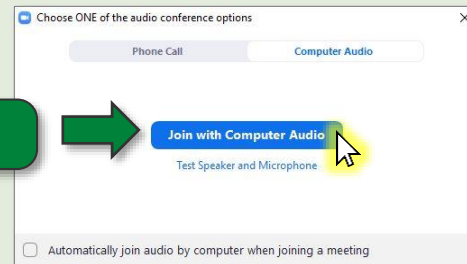 Choose ONE of the audio conference options
Phone Call
Computer Audio
Join with Computer Audio
Test Speaker and Microphone
Automatically join audio by computer when joining a meeting